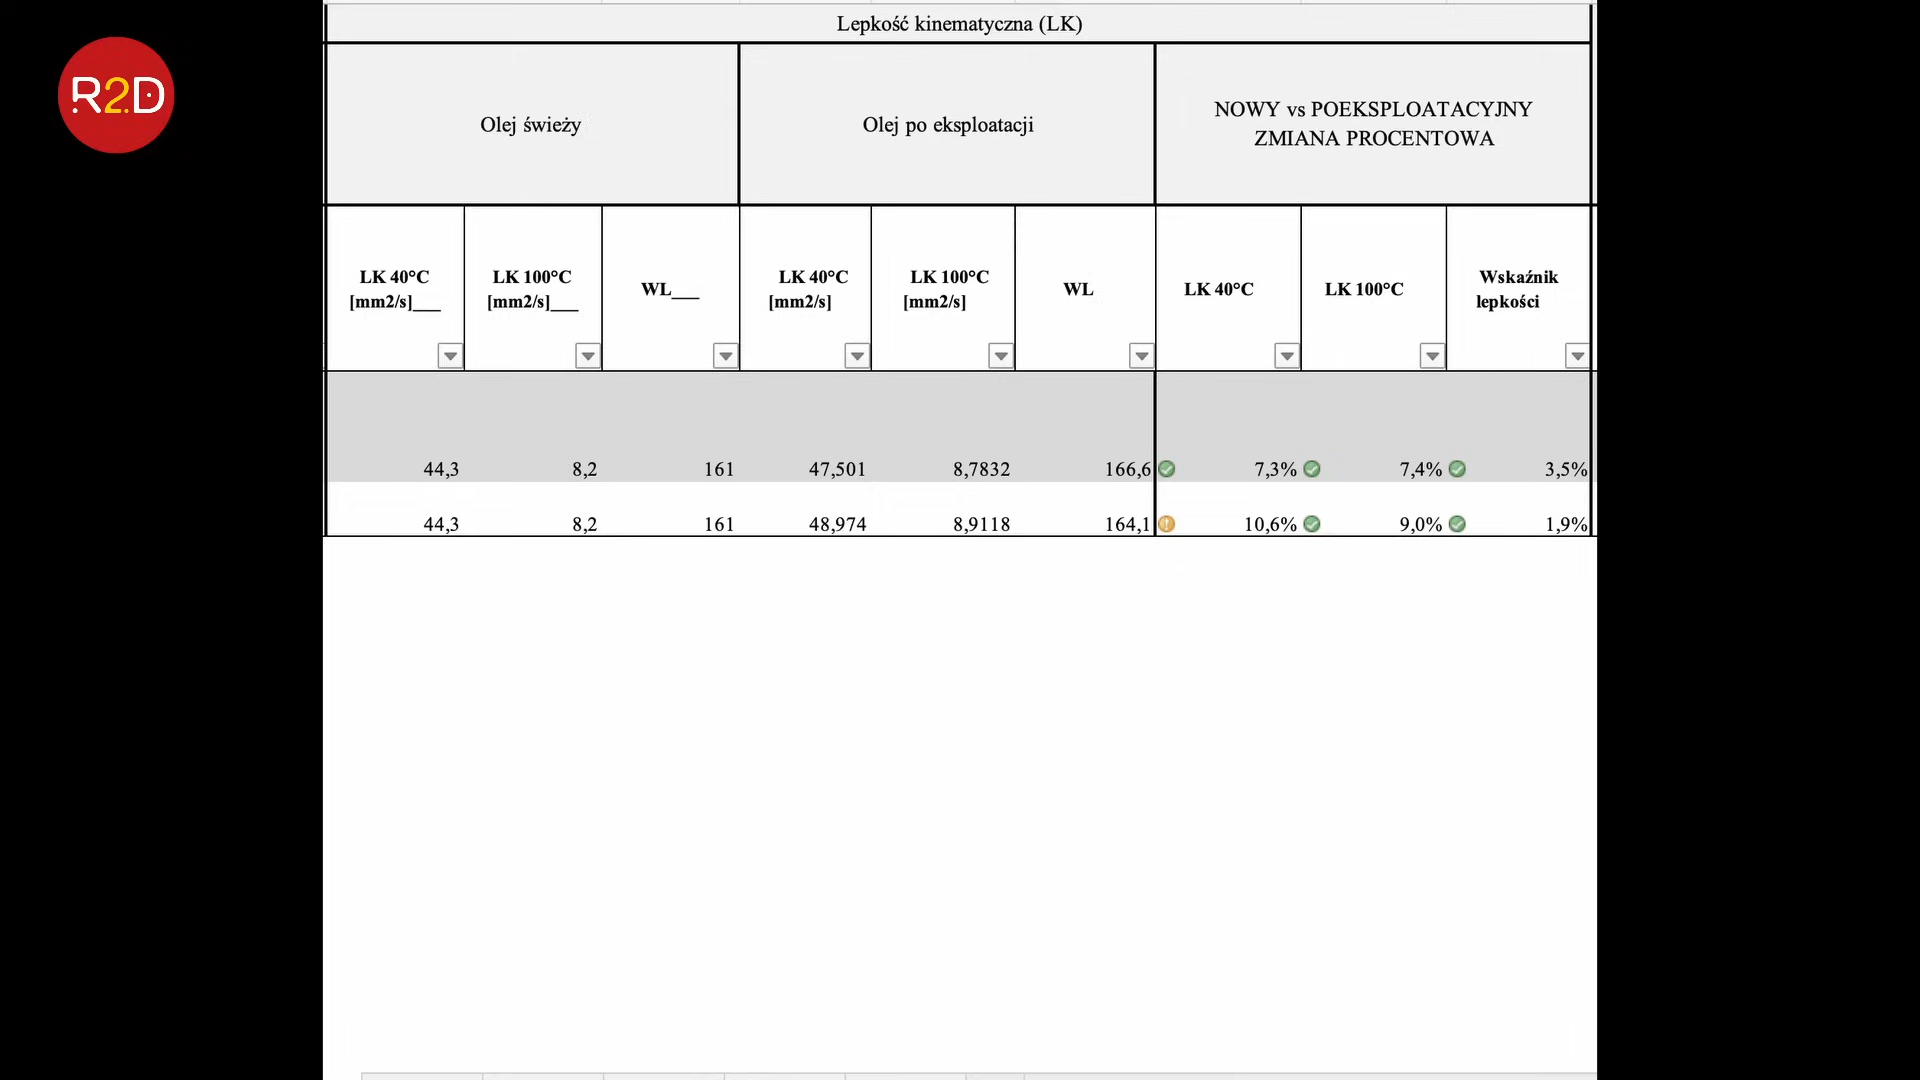 R2D
Lepkość kinematyczna (LK)
Olej świeży
Olej po eksploatacji
NOWY vs POEKSPLOATACYJNY
ZMIANA PROCENTOWA
LK 40°C
[mm2/s]___
LK 100°C
[mm2/s]___
WL___
LK 40°C
[mm2/s]
LK 100°C
[mm2/s]
WL
LK 40°C
LK 100°C
Wskaźnik
lepkości
44,3 8,2 161 47,501 8,7832 166,6 7,3% 7,4% 3,5%
44,3 8,2 161 48,974 8,9118 164,1 10,6% 9,0% 1,9%